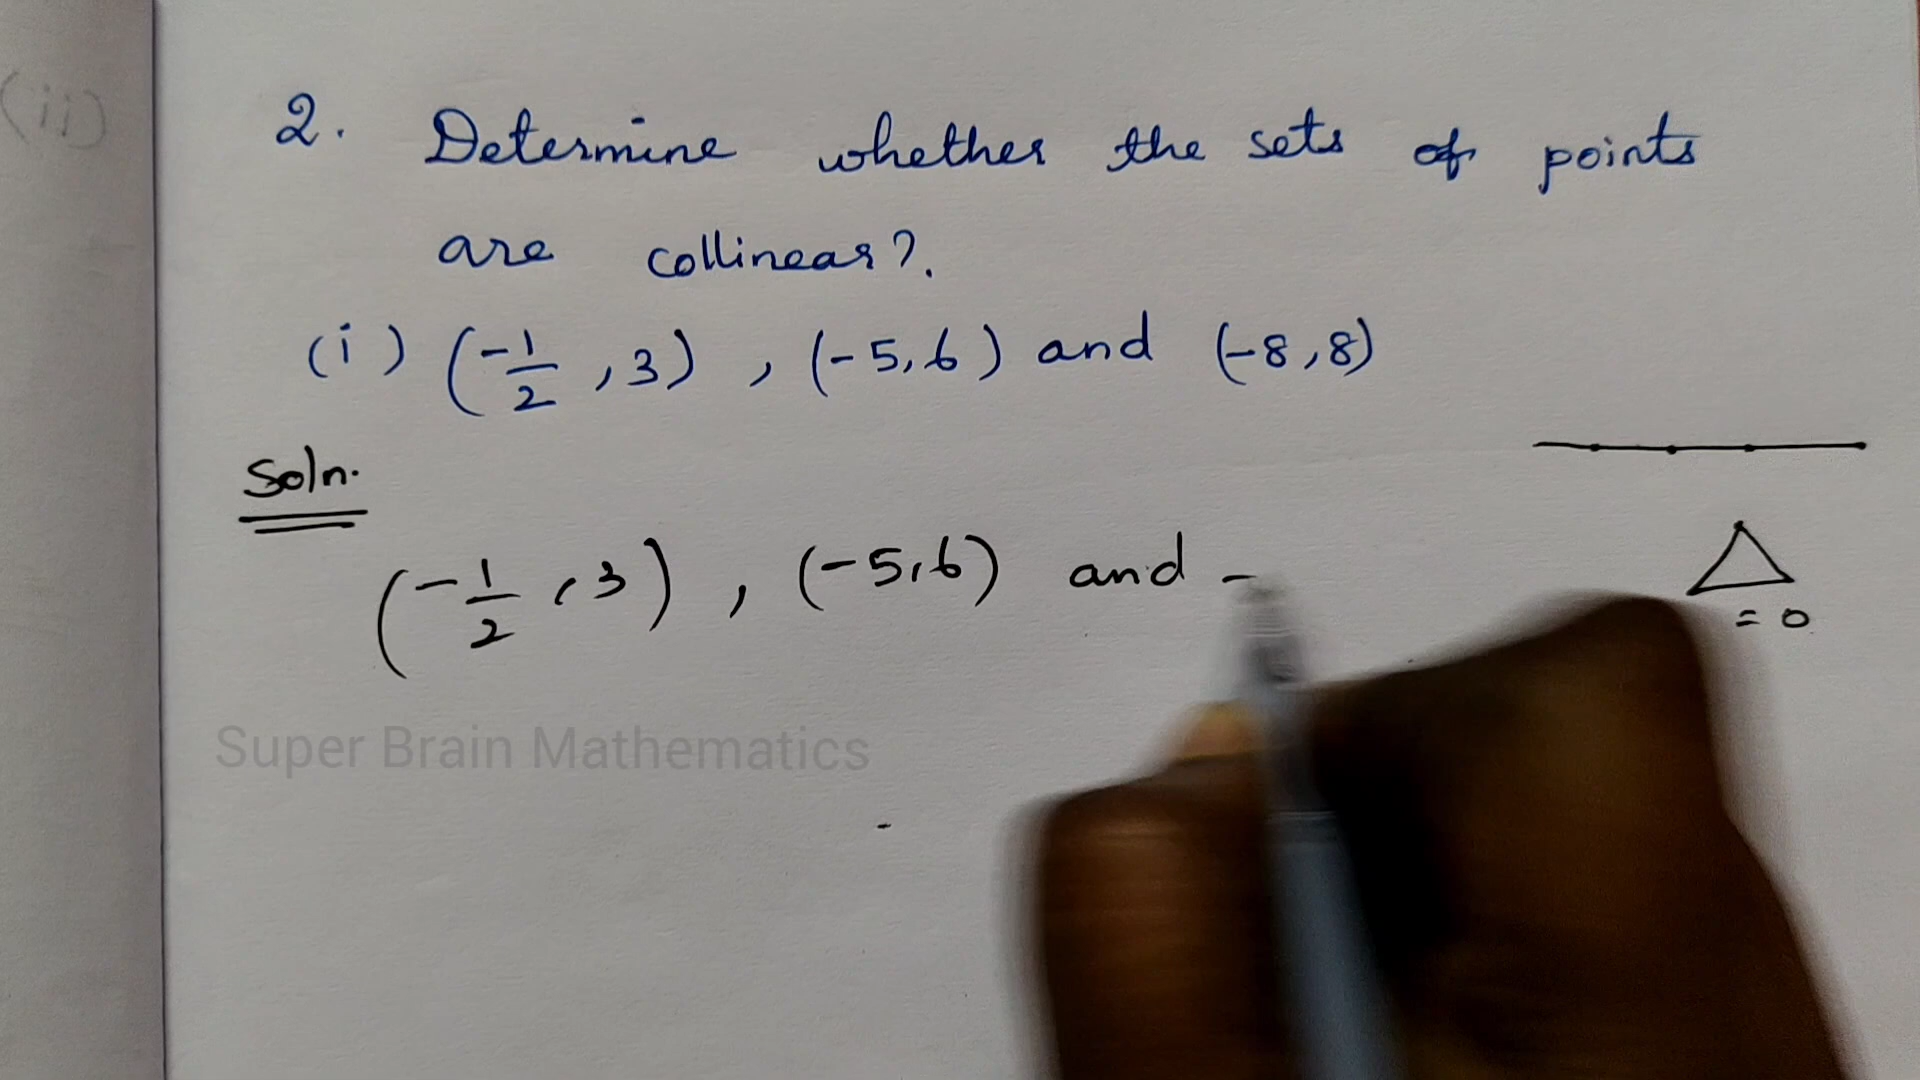 (ii)
2. Determine whether the sets of points
are collinear?.
(i) (-1/2, 3), (-5,6) and (-8,8)
Soln.
(-1/2, 3), (-5,6) and -
= 0
Super Brain Mathematics